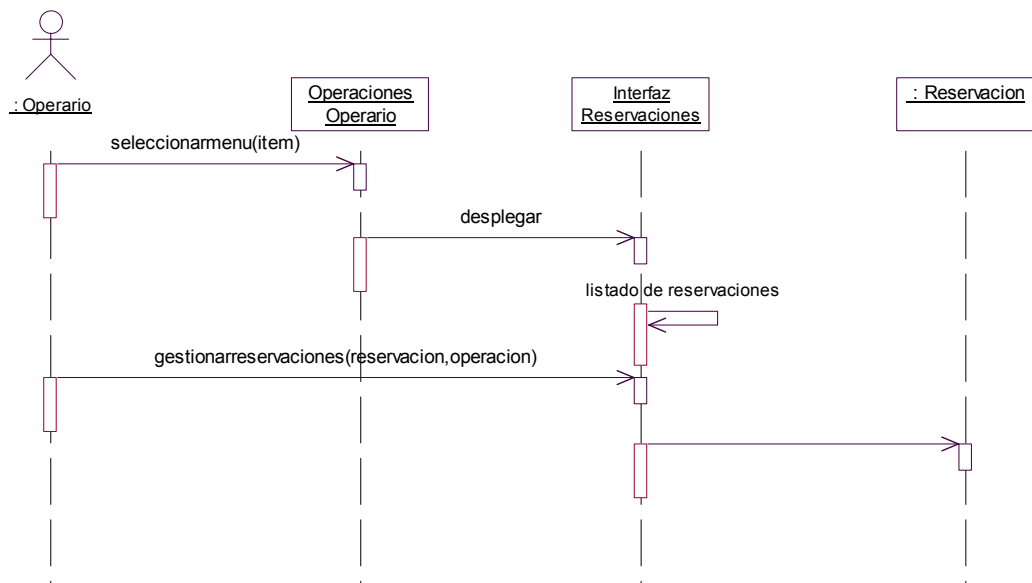 : Operario
Operaciones
Operario
Interfaz
Reservaciones
: Reservacion
seleccionarmenu(item)
desplegar
listado de reservaciones
gestionarreservaciones(reservacion,operacion)